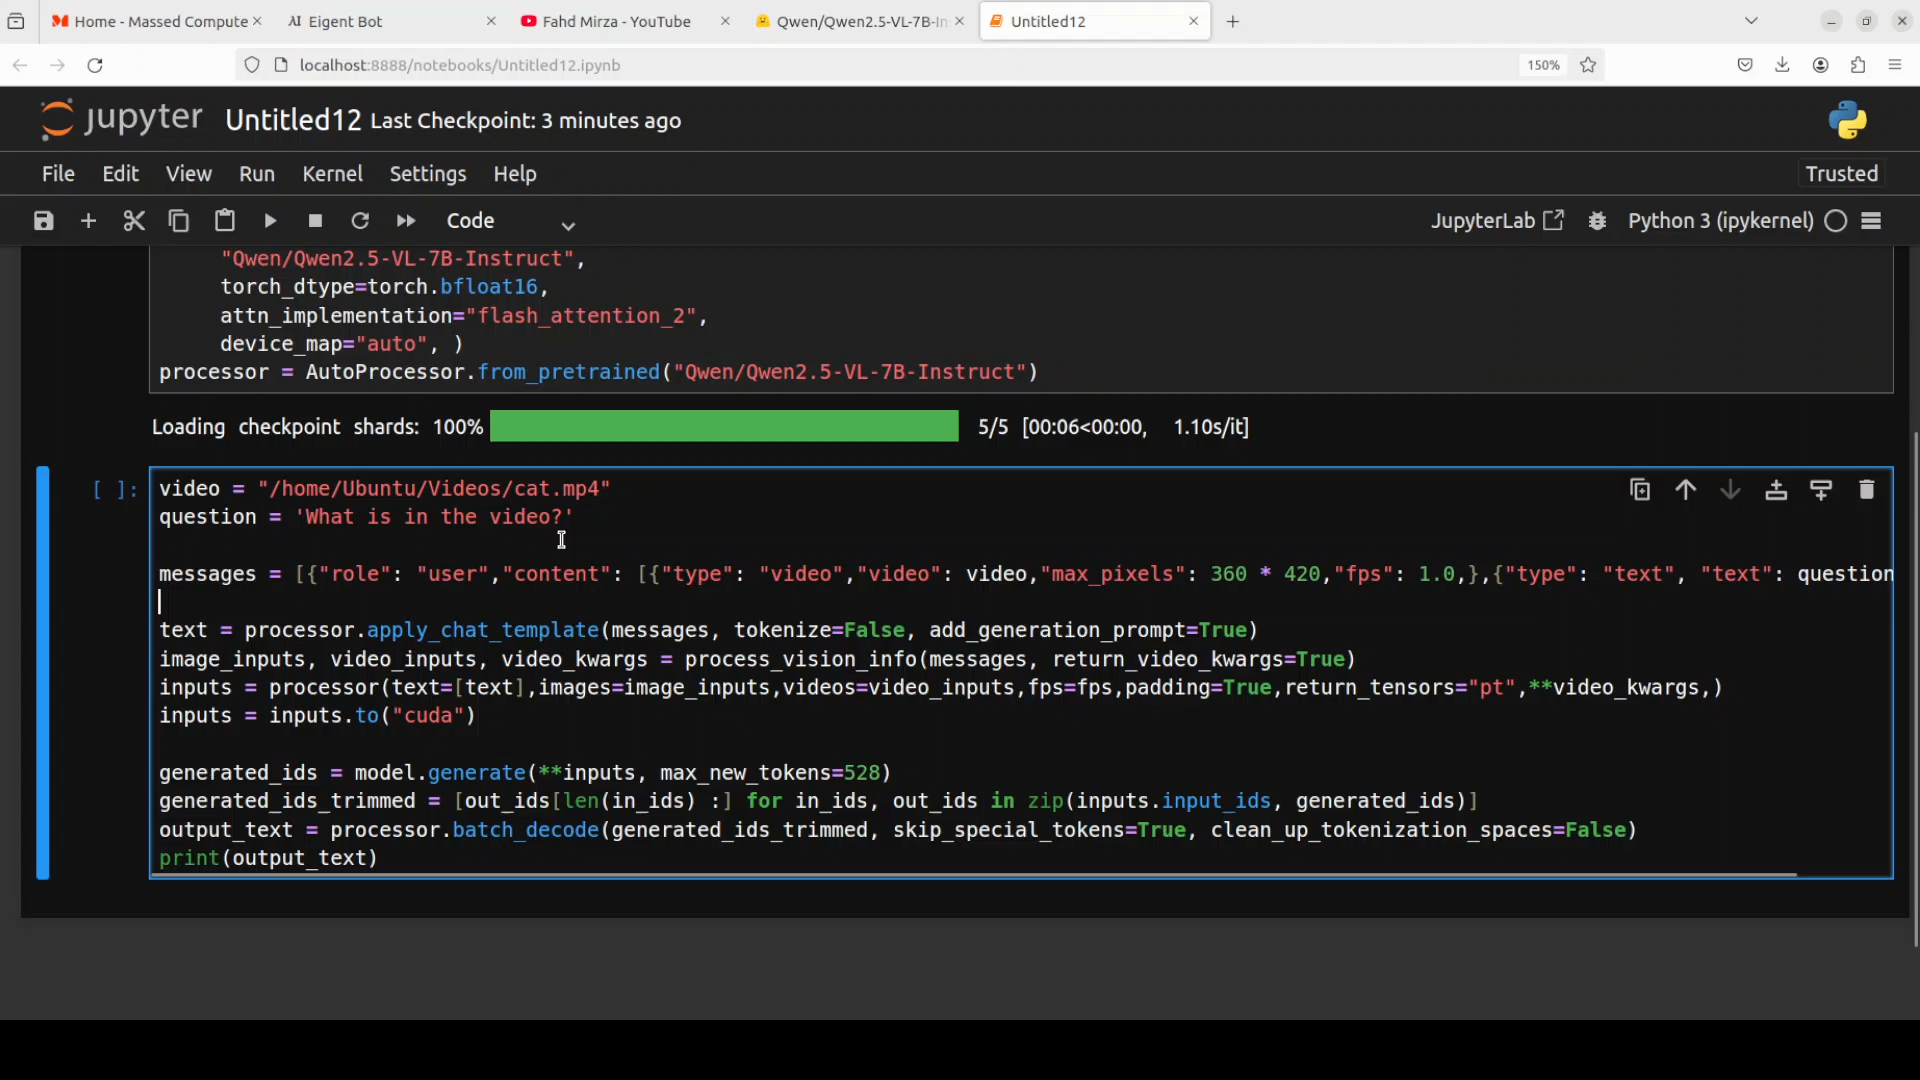 Home - Massed Compute
AI Eigent Bot
Fahd Mirza - YouTube
Qwen/Qwen2.5-VL-7B-In
Untitled12
localhost:8888/notebooks/Untitled12.ipynb
150%
jupyter Untitled12 Last Checkpoint: 3 minutes ago
File Edit View Run Kernel Settings Help Trusted
Code JupyterLab Python 3 (ipykernel)
"Qwen/Qwen2.5-VL-7B-Instruct",
torch_dtype=torch.bfloat16,
attn_implementation="flash_attention_2",
device_map="auto", )
processor = AutoProcessor.from_pretrained("Qwen/Qwen2.5-VL-7B-Instruct")
Loading checkpoint shards: 100% 5/5 [00:06<00:00, 1.10s/it]
[ ]: video = "/home/Ubuntu/Videos/cat.mp4"
question = 'What is in the video?'
messages = [{"role": "user","content": [{"type": "video","video": video,"max_pixels": 360 * 420,"fps": 1.0,},{"type": "text", "text": question
text = processor.apply_chat_template(messages, tokenize=False, add_generation_prompt=True)
image_inputs, video_inputs, video_kwargs = process_vision_info(messages, return_video_kwargs=True)
inputs = processor(text=[text],images=image_inputs,videos=video_inputs,fps=fps,padding=True,return_tensors="pt",**video_kwargs,)
inputs = inputs.to("cuda")
generated_ids = model.generate(**inputs, max_new_tokens=528)
generated_ids_trimmed = [out_ids[len(in_ids) :] for in_ids, out_ids in zip(inputs.input_ids, generated_ids)]
output_text = processor.batch_decode(generated_ids_trimmed, skip_special_tokens=True, clean_up_tokenization_spaces=False)
print(output_text)